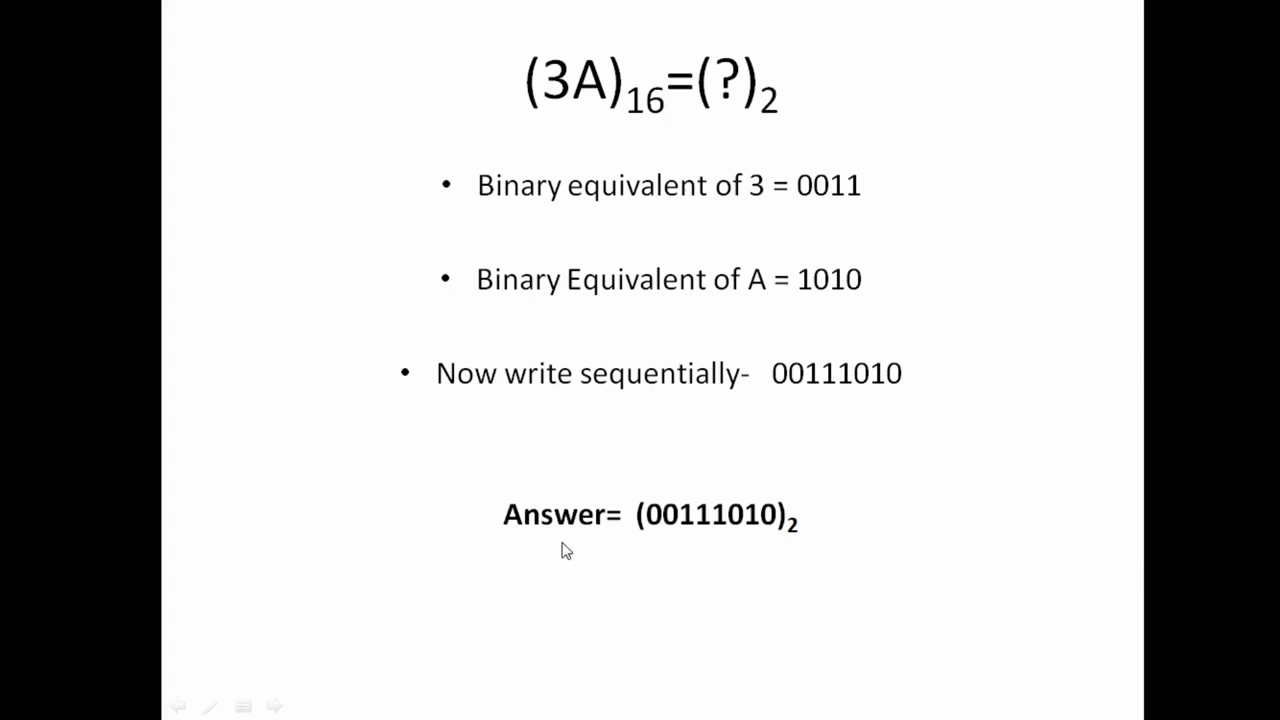 (3A)₁₆=(?)₂
• Binary equivalent of 3 = 0011
• Binary Equivalent of A = 1010
• Now write sequentially- 00111010
Answer= (00111010)₂